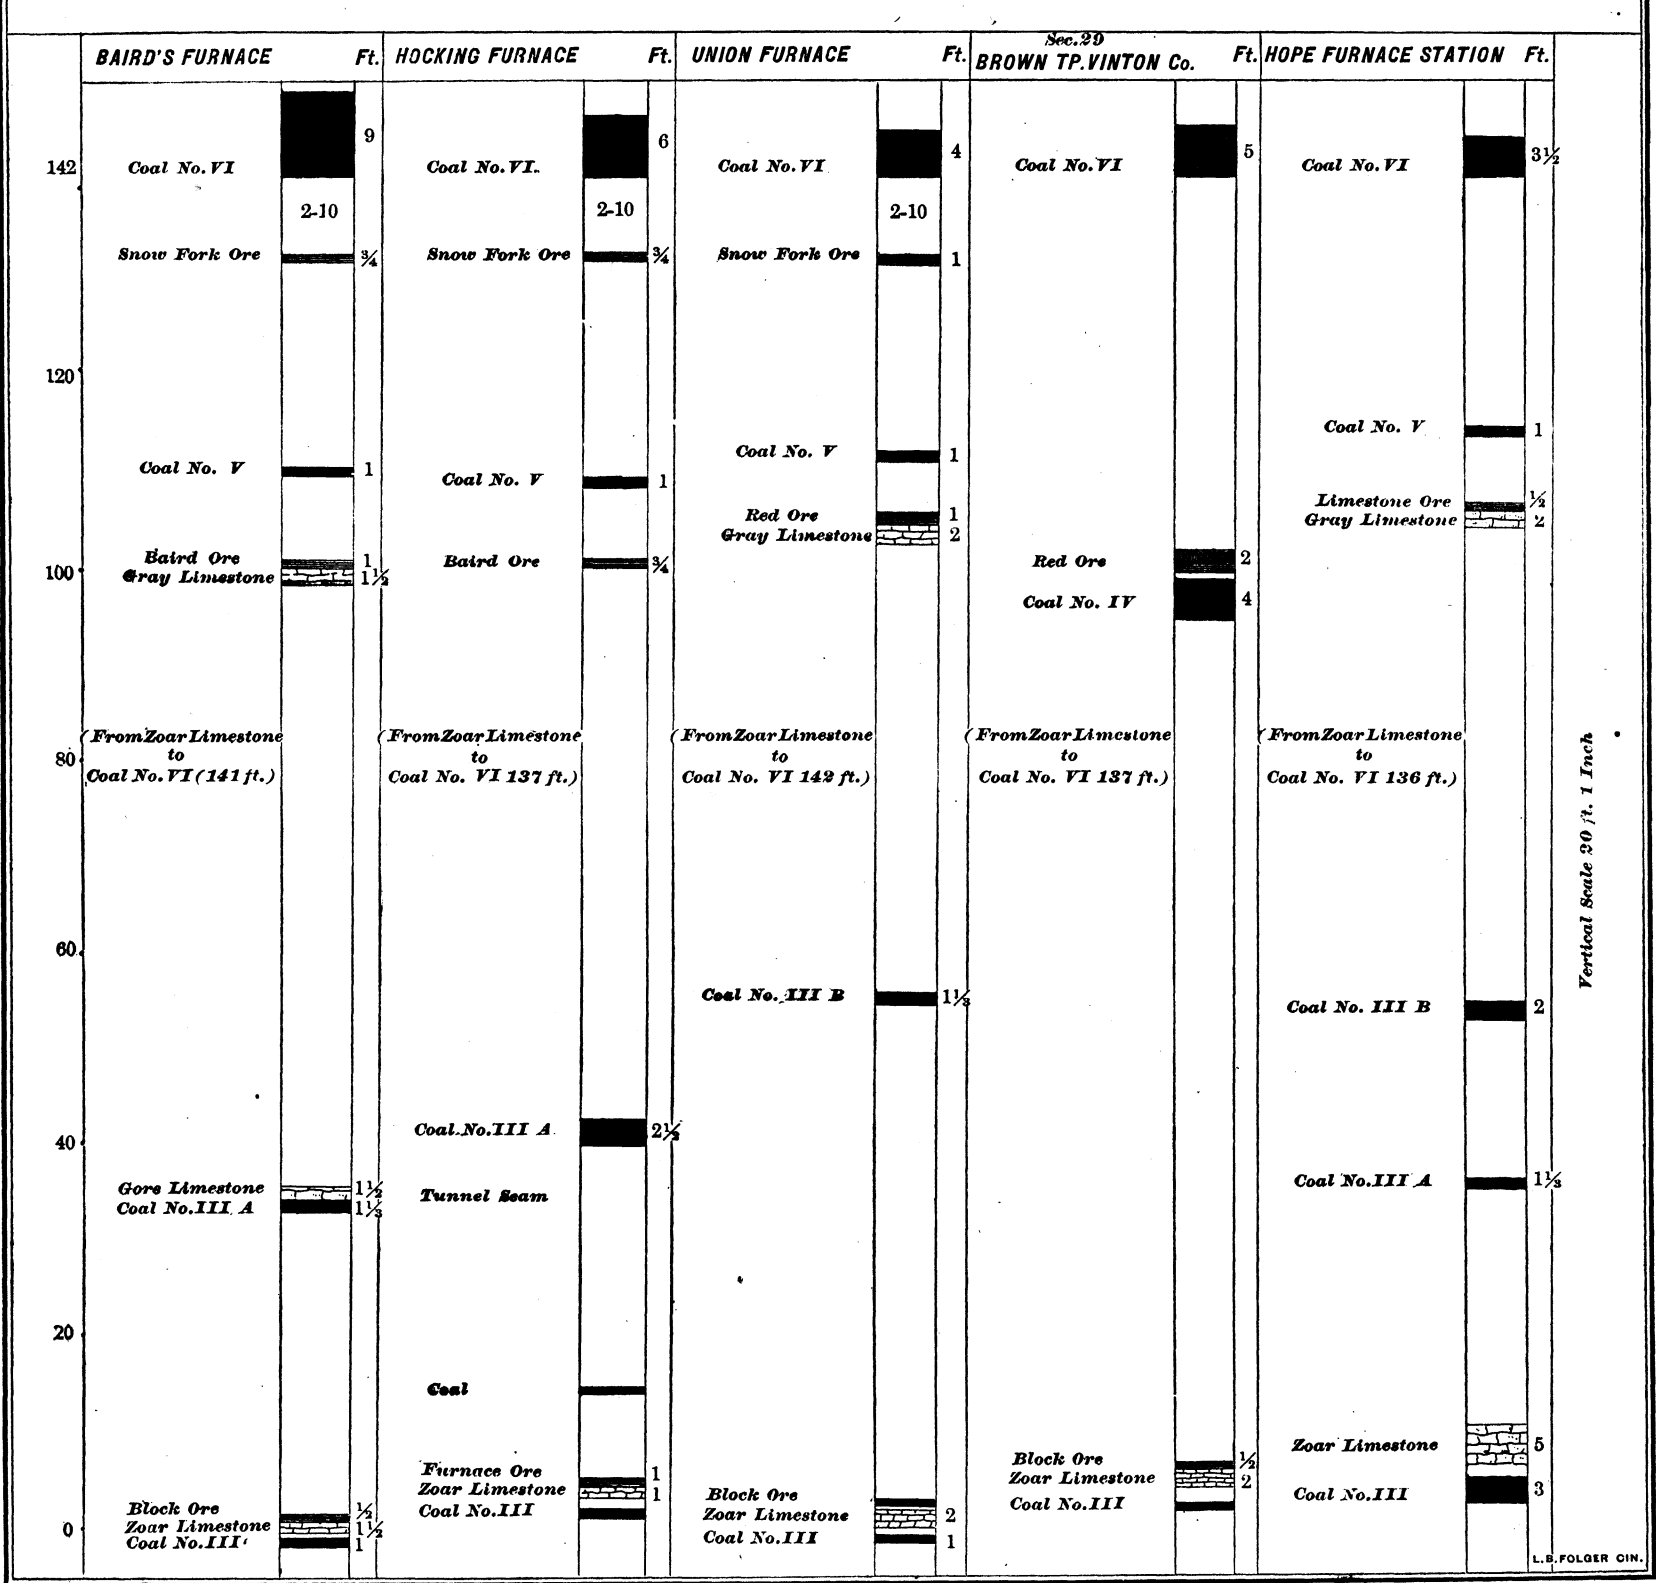 BAIRD'S FURNACE Ft.
142
Coal No. VI 9
2-10
Snow Fork Ore ¾
120
Coal No. V 1
Baird Ore 1
100
Gray Limestone 1½
(From Zoar Limestone
to
80
Coal No. VI (141 ft.)
60
40
Gore Limestone 1½
Coal No. III A 1⅓
20
Block Ore ½
0
Zoar Limestone 1½
Coal No. III 1
HOCKING FURNACE Ft.
Coal No. VI. 6
2-10
Snow Fork Ore ¾
Coal No. V 1
Baird Ore ¾
(From Zoar Limestone
to
Coal No. VI 137 ft.)
Coal No. III A 2½
Tunnel Seam
Coal
Furnace Ore 1
Zoar Limestone 1
Coal No. III
UNION FURNACE Ft.
Coal No. VI 4
2-10
Snow Fork Ore 1
Coal No. V 1
Red Ore 1
Gray Limestone 2
(From Zoar Limestone
to
Coal No. VI 142 ft.)
Coal No. III B 1⅓
Block Ore
Zoar Limestone 2
Coal No. III 1
Sec. 29
BROWN TP. VINTON Co. Ft.
Coal No. VI 5
Red Ore 2
Coal No. IV 4
(From Zoar Limestone
to
Coal No. VI 137 ft.)
Block Ore ½
Zoar Limestone 2
Coal No. III
HOPE FURNACE STATION Ft.
Coal No. VI 3½
Coal No. V 1
Limestone Ore ½
Gray Limestone 2
(From Zoar Limestone
to
Coal No. VI 136 ft.)
Coal No. III B 2
Coal No. III A 1⅓
Zoar Limestone 5
Coal No. III 3
Vertical Scale 20 ft. 1 Inch
L.B. FOLGER CIN.